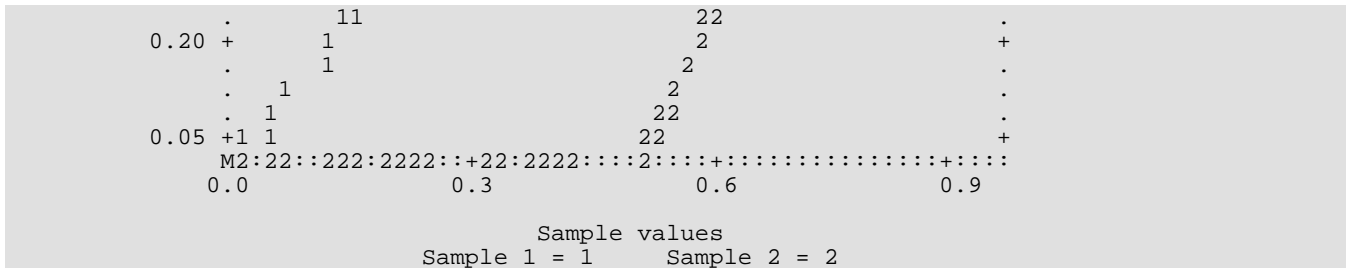 .        11                        22                    .
0.20 +       1                          2                     +
.       1                         2                      .
.    1                           2                       .
.  1                            22                       .
0.05 +1 1                          22                         +
M2:22::222:2222::+22:2222::::2::::+:::::::::::::::+::::
0.0                0.3                0.6                0.9
Sample values
Sample 1 = 1     Sample 2 = 2